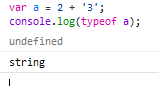 var a = 2 + '3';
console.log(typeof a);
undefined
string